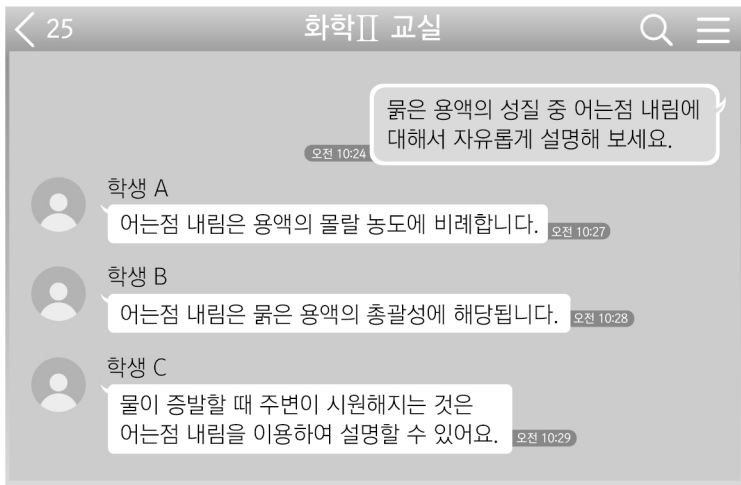 25
화학Ⅱ 교실
묽은 용액의 성질 중 어는점 내림에
대해서 자유롭게 설명해 보세요.
오전 10:24
학생 A
어는점 내림은 용액의 몰랄 농도에 비례합니다.
오전 10:27
학생 B
어는점 내림은 묽은 용액의 총괄성에 해당됩니다.
오전 10:28
학생 C
물이 증발할 때 주변이 시원해지는 것은
어는점 내림을 이용하여 설명할 수 있어요.
오전 10:29